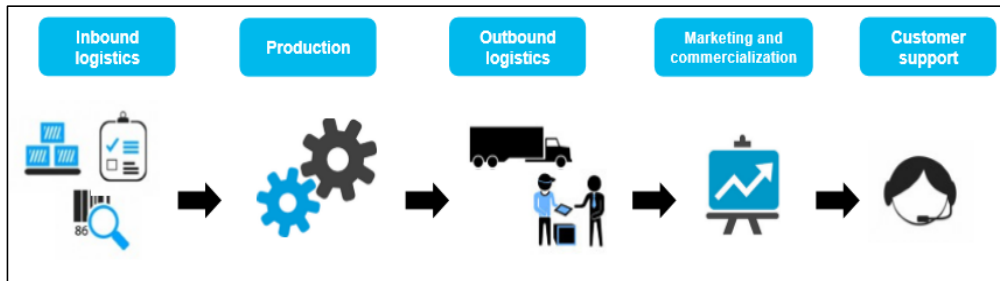 Inbound
logistics
Production
Outbound
logistics
Marketing and
commercialization
Customer
support
86